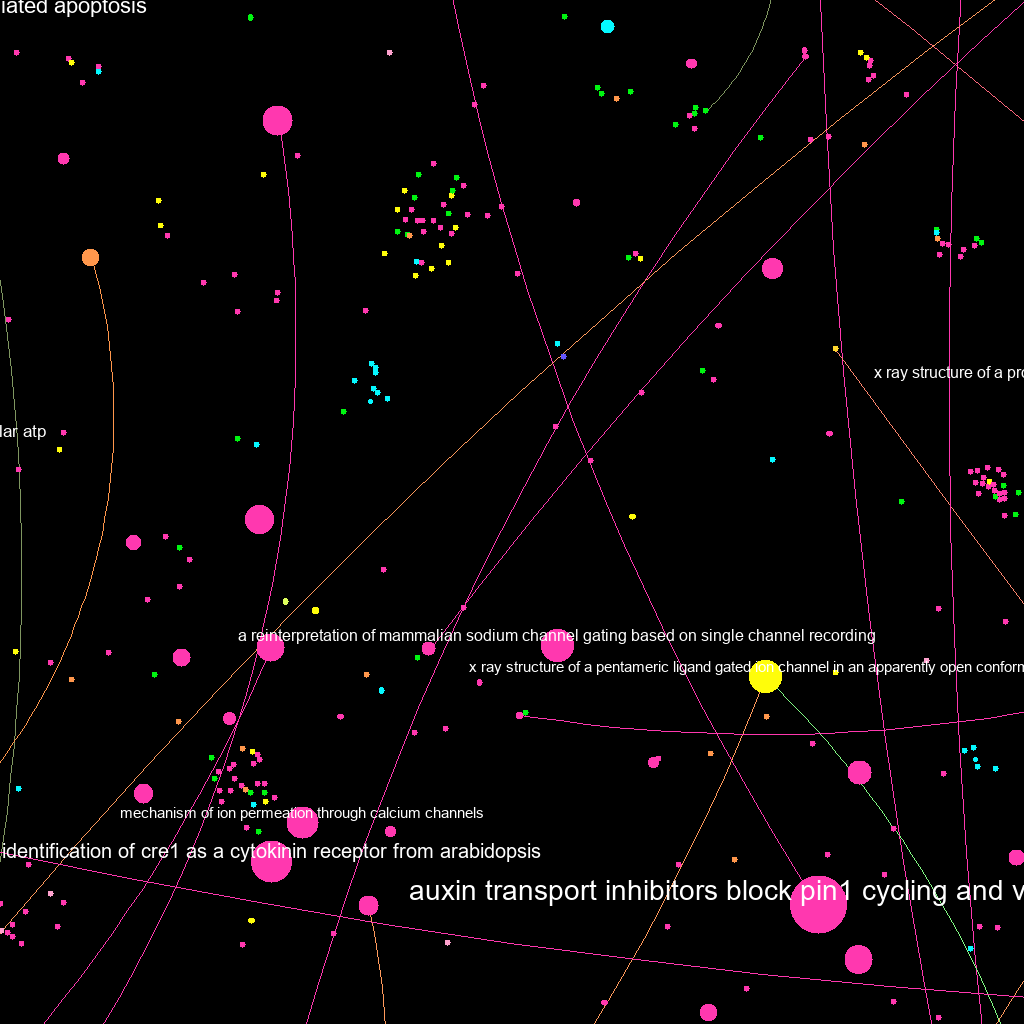 iated apoptosis
x ray structure of a pro
lar atp
a reinterpretation of mammalian sodium channel gating based on single channel recording
x ray structure of a pentameric ligand gated ion channel in an apparently open conform
mechanism of ion permeation through calcium channels
identification of cre1 as a cytokinin receptor from arabidopsis
auxin transport inhibitors block pin1 cycling and v